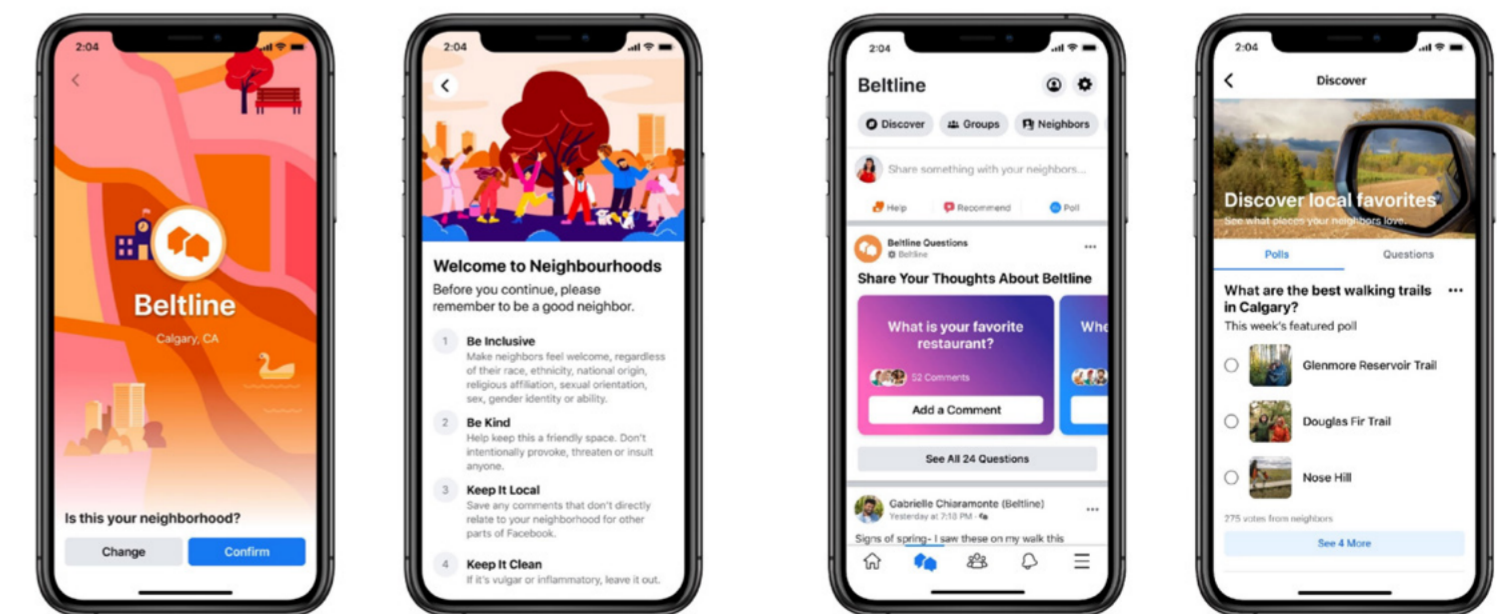 2:04
Beltline
Calgary, CA
Is this your neighborhood?
Change
Confirm
2:04
Welcome to Neighbourhoods
Before you continue, please
remember to be a good neighbor.
1
Be Inclusive
Make neighbors feel welcome, regardless
of their race, ethnicity, national origin,
religious affiliation, sexual orientation,
sex, gender identity or ability.
2
Be Kind
Help keep this a friendly space. Don't
intentionally provoke, threaten or insult
anyone.
3
Keep It Local
Save any comments that don't directly
relate to your neighborhood for other
parts of Facebook.
4
Keep It Clean
If it's vulgar or inflammatory, leave it out.
2:04
Beltline
Discover
Groups
Neighbors
Share something with your neighbors...
Help
Recommend
Poll
Beltline Questions
Beltline
Share Your Thoughts About Beltline
What is your favorite
restaurant?
52 Comments
Add a Comment
Whe
See All 24 Questions
Gabrielle Chiaramonte (Beltline)
Yesterday at 7:18 PM ·
Signs of spring- I saw these on my walk this
2:04
Discover
Discover local favorites
See what places your neighbors love.
Polls
Questions
What are the best walking trails
in Calgary?
This week's featured poll
Glenmore Reservoir Trail
Douglas Fir Trail
Nose Hill
275 votes from neighbors
See 4 More